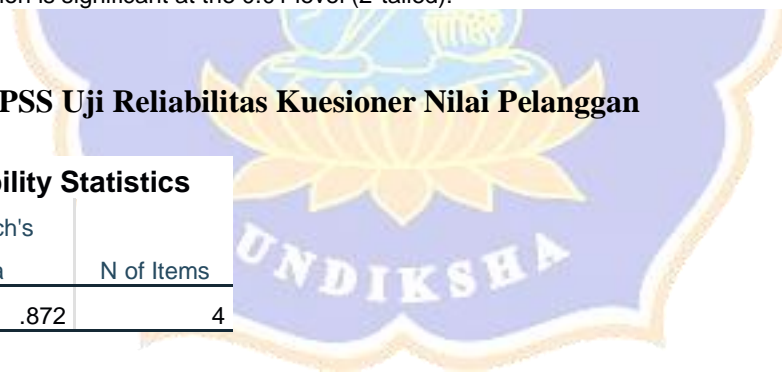 is significant at the 0.01 level (2-tailed).
PSS Uji Reliabilitas Kuesioner Nilai Pelanggan
bility Statistics
ch's
a N of Items
.872 4
UNDIKSHA